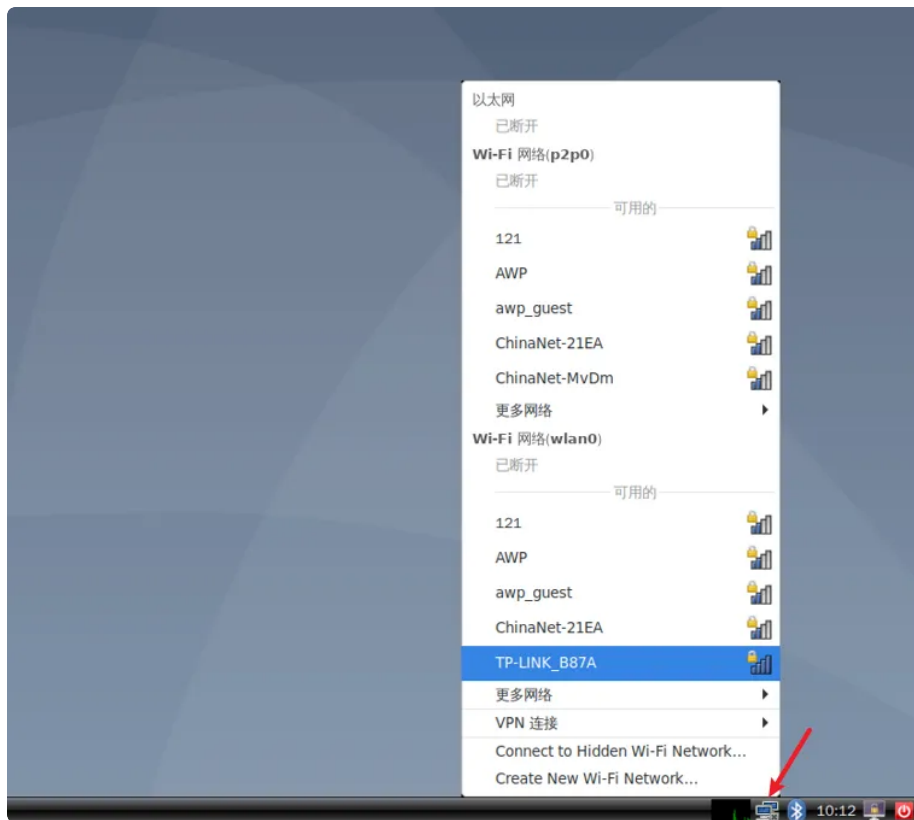 以太网
已断开
Wi-Fi 网络(p2p0)
已断开
可用的
121
AWP
awp_guest
ChinaNet-21EA
ChinaNet-MvDm
更多网络
Wi-Fi 网络(wlan0)
已断开
可用的
121
AWP
awp_guest
ChinaNet-21EA
TP-LINK_B87A
更多网络
VPN 连接
Connect to Hidden Wi-Fi Network...
Create New Wi-Fi Network...
10:12